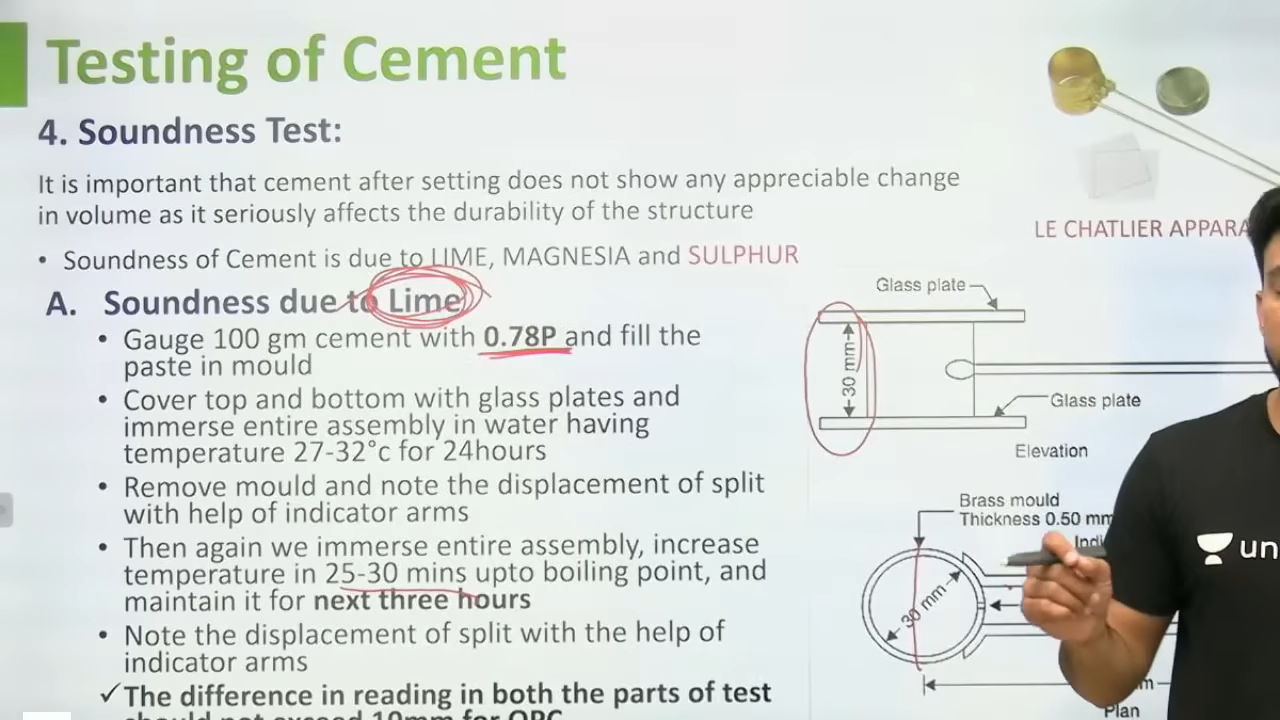 Testing of Cement
4. Soundness Test:
It is important that cement after setting does not show any appreciable change
in volume as it seriously affects the durability of the structure
• Soundness of Cement is due to LIME, MAGNESIA and SULPHUR
A. Soundness due to Lime
• Gauge 100 gm cement with 0.78P and fill the
paste in mould
• Cover top and bottom with glass plates and
immerse entire assembly in water having
temperature 27-32°c for 24hours
• Remove mould and note the displacement of split
with help of indicator arms
• Then again we immerse entire assembly, increase
temperature in 25-30 mins upto boiling point, and
maintain it for next three hours
• Note the displacement of split with the help of
indicator arms
✓ The difference in reading in both the parts of test
should not exceed 10mm for OPC
LE CHATLIER APPARA
Glass plate
30 mm
Glass plate
Elevation
Brass mould
Thickness 0.50 mm
Indi
30 mm
m
Plan
un